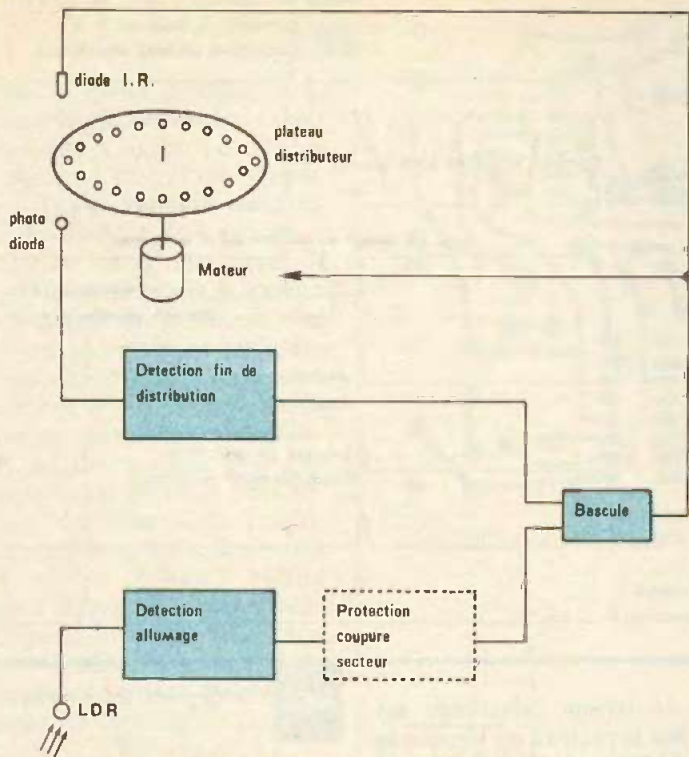 diode I.R.
plateau
distributeur
photo
diode
Moteur
Detection fin de
distribution
Bascule
Detection
allumage
Protection
coupure
secteur
LDR